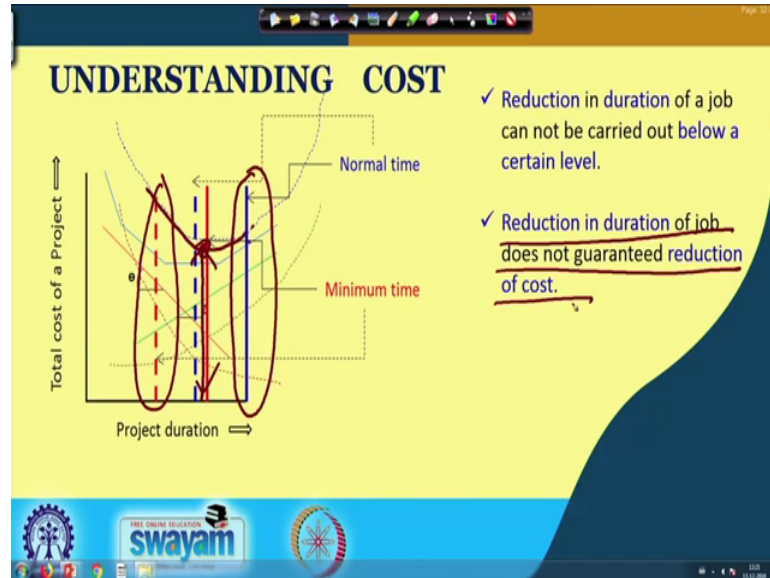 Page: 32
UNDERSTANDING COST
✓ Reduction in duration of a job
can not be carried out below a
certain level.
✓ Reduction in duration of job
does not guaranteed reduction
of cost.
Normal time
Minimum time
θ
Total cost of a Project
Project duration
FREE ONLINE EDUCATION
swayam